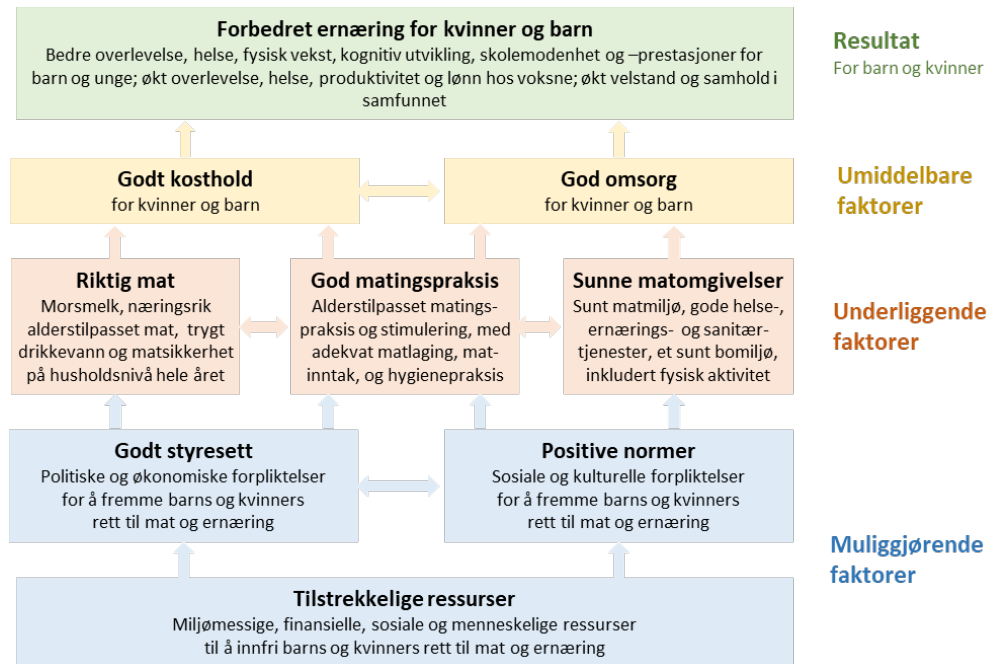 Forbedret ernæring for kvinner og barn
Bedre overlevelse, helse, fysisk vekst, kognitiv utvikling, skolemodenhet og –prestasjoner for
barn og unge; økt overlevelse, helse, produktivitet og lønn hos voksne; økt velstand og samhold i
samfunnet
Resultat
For barn og kvinner
Godt kosthold
for kvinner og barn
God omsorg
for kvinner og barn
Umiddelbare
faktorer
Riktig mat
Morsmelk, næringsrik
alderstilpasset mat, trygt
drikkevann og matsikkerhet
på husholdsnivå hele året
God matingspraksis
Alderstilpasset matings-
praksis og stimulering, med
adekvat matlaging, mat-
inntak, og hygienepraksis
Sunne matomgivelser
Sunt matmiljø, gode helse-,
ernærings- og sanitær-
tjenester, et sunt bomiljø,
inkludert fysisk aktivitet
Underliggende
faktorer
Godt styresett
Politiske og økonomiske forpliktelser
for å fremme barns og kvinners
rett til mat og ernæring
Positive normer
Sosiale og kulturelle forpliktelser
for å fremme barns og kvinners
rett til mat og ernæring
Muliggjørende
faktorer
Tilstrekkelige ressurser
Miljømessige, finansielle, sosiale og menneskelige ressurser
til å innfri barns og kvinners rett til mat og ernæring